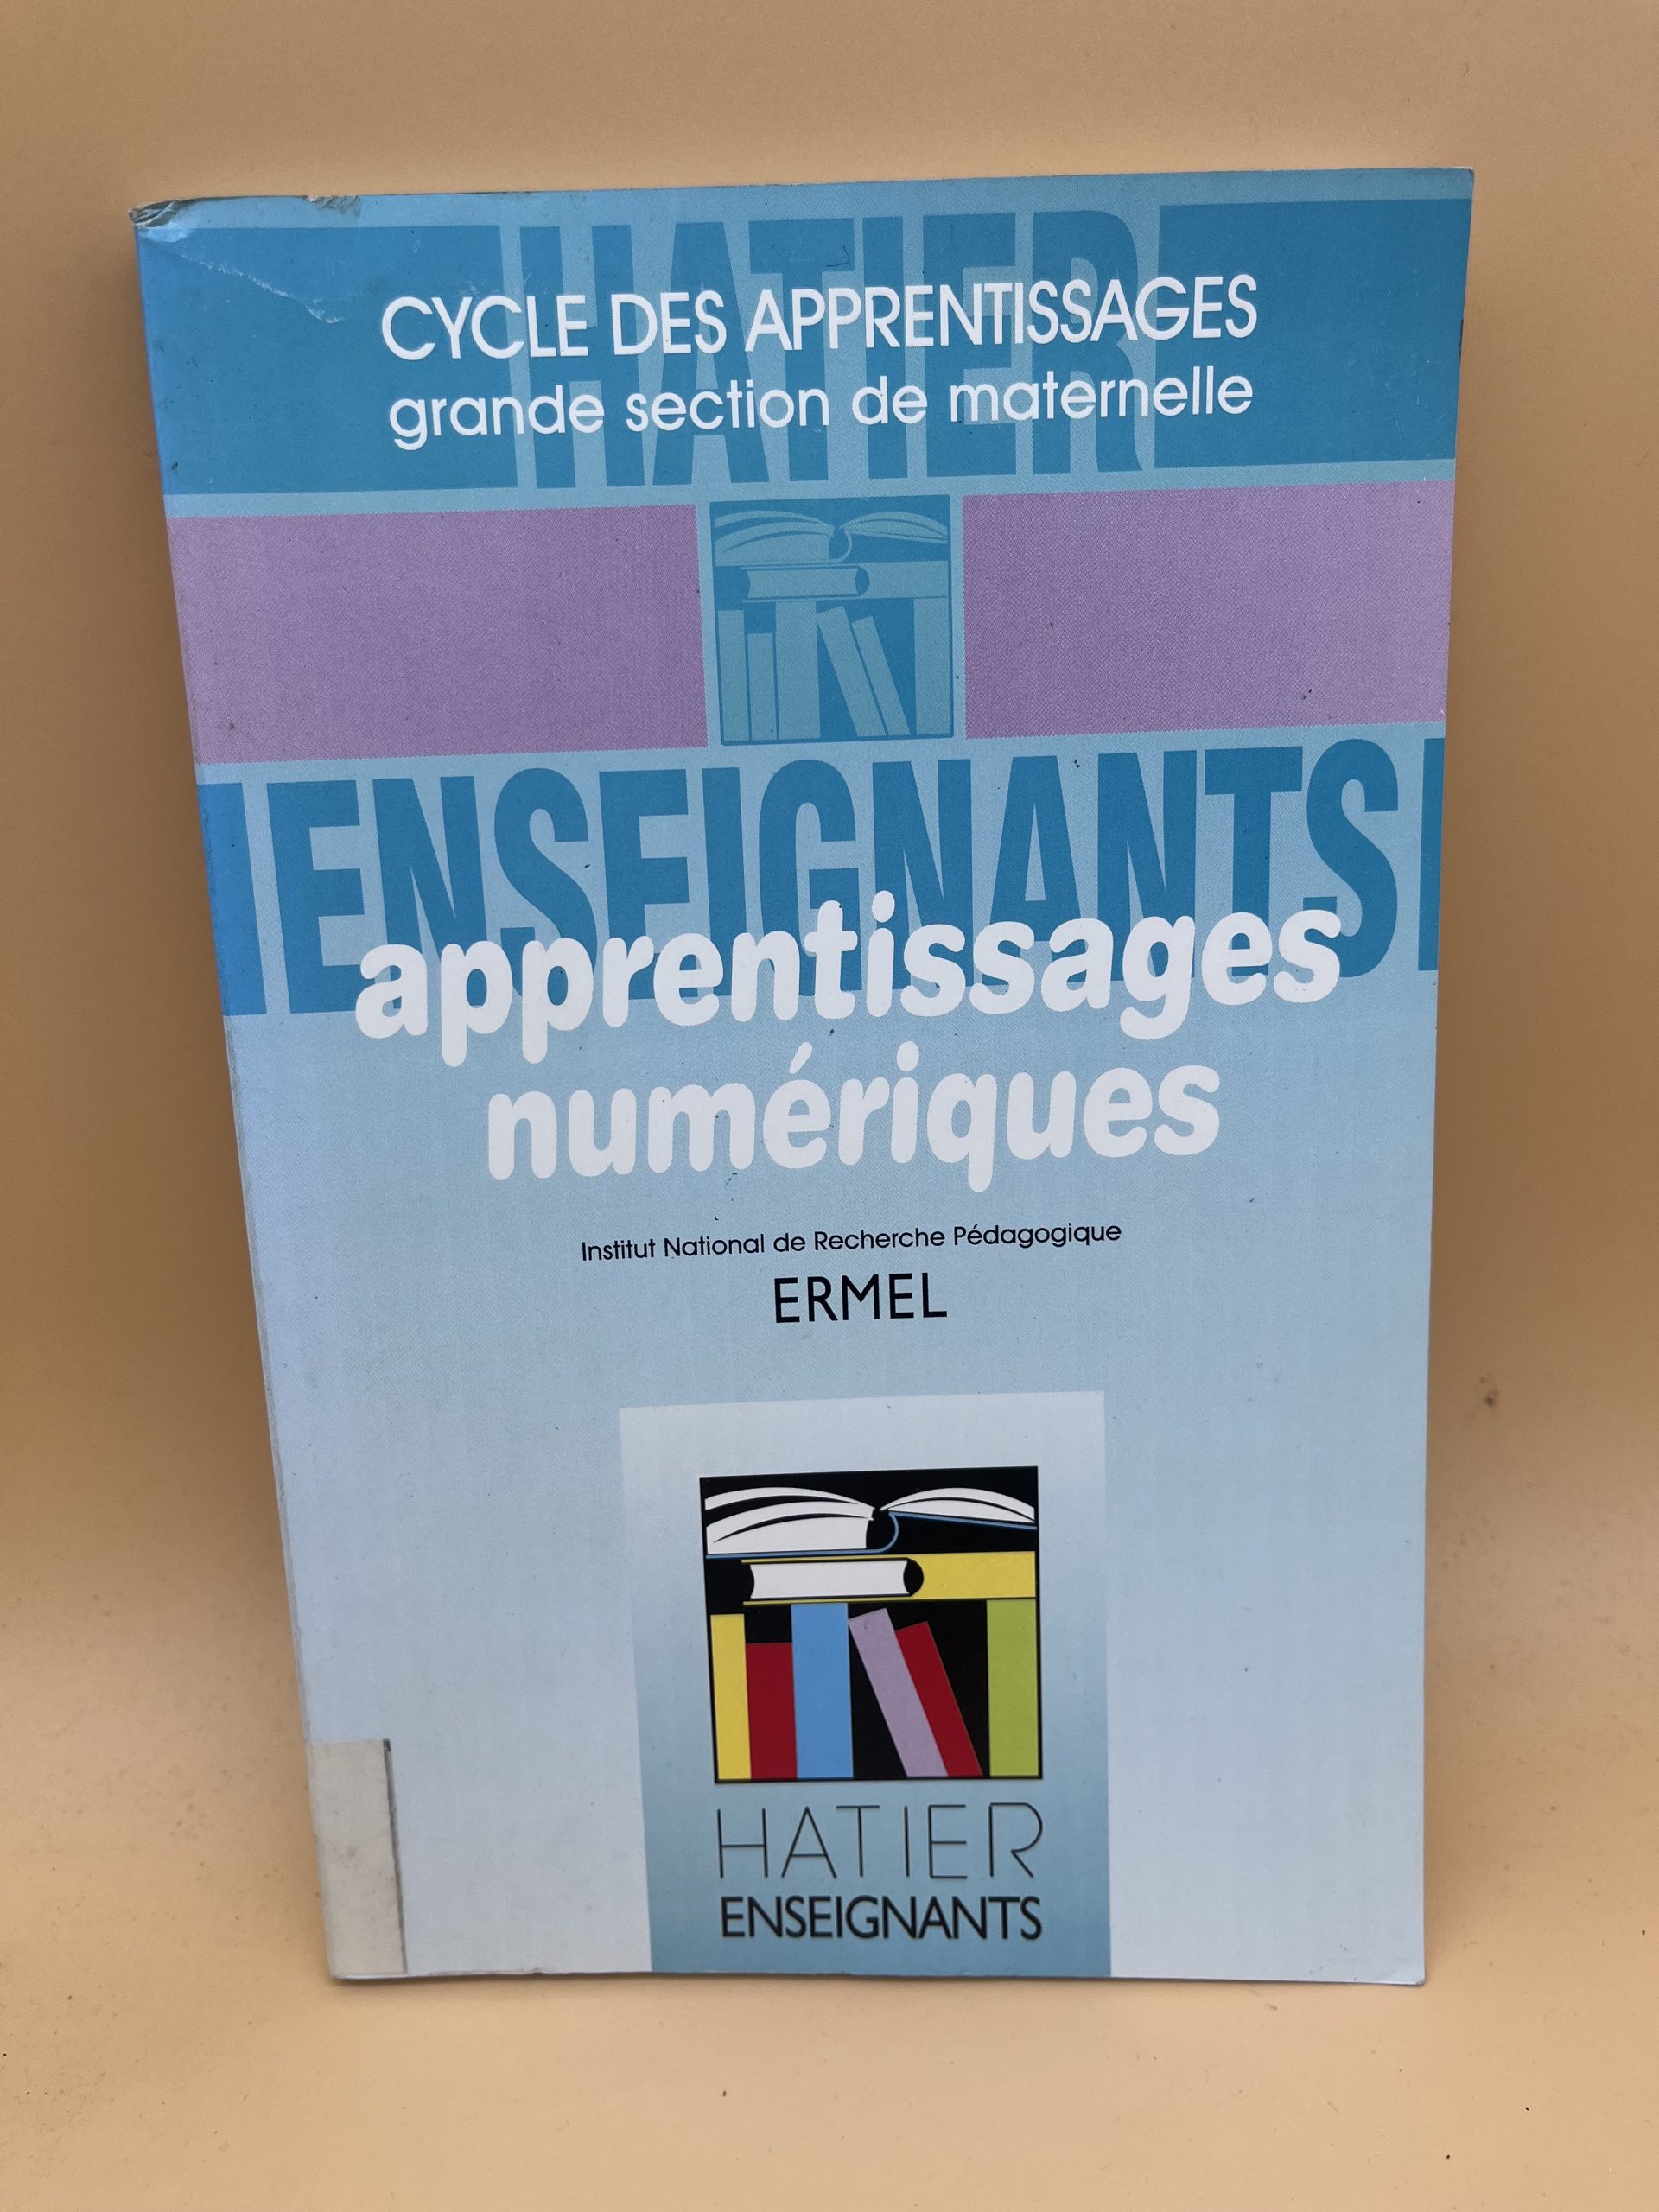 HATIER
CYCLE DES APPRENTISSAGES
grande section de maternelle
ENSEIGNANTS
apprentissages
numériques
Institut National de Recherche Pédagogique
ERMEL
HATIER
ENSEIGNANTS